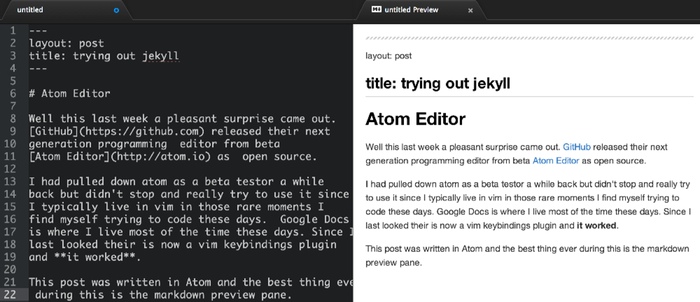 untitled
1 ---
2 layout: post
3 title: trying out jekyll
4 ---
5
6 # Atom Editor
7
8 Well this last week a pleasant surprise came out.
9 [GitHub](https://github.com) released their next
10 generation programming  editor from beta
11 [Atom Editor](http://atom.io) as  open source.
12
13 I had pulled down atom as a beta testor a while
14 back but didn't stop and really try to use it since
15 I typically live in vim in those rare moments I
16 find myself trying to code these days.  Google Docs
17 is where I live most of the time these days. Since I
18 last looked their is now a vim keybindings plugin
19 and **it worked**.
20
21 This post was written in Atom and the best thing eve
22 during this is the markdown preview pane.
untitled Preview
layout: post
title: trying out jekyll
Atom Editor
Well this last week a pleasant surprise came out. GitHub released their next
generation programming editor from beta Atom Editor as open source.
I had pulled down atom as a beta testor a while back but didn't stop and really try
to use it since I typically live in vim in those rare moments I find myself trying to
code these days. Google Docs is where I live most of the time these days. Since I
last looked their is now a vim keybindings plugin and it worked.
This post was written in Atom and the best thing ever during this is the markdown
preview pane.